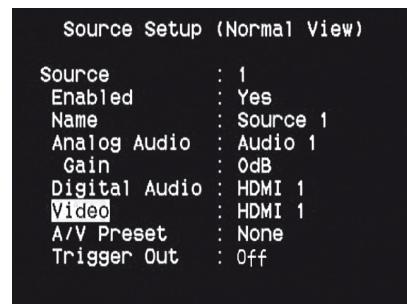 Source Setup (Normal View)
Source : 1
Enabled : Yes
Name : Source 1
Analog Audio : Audio 1
Gain : 0dB
Digital Audio : HDMI 1
Video : HDMI 1
A/V Preset : None
Trigger Out : Off